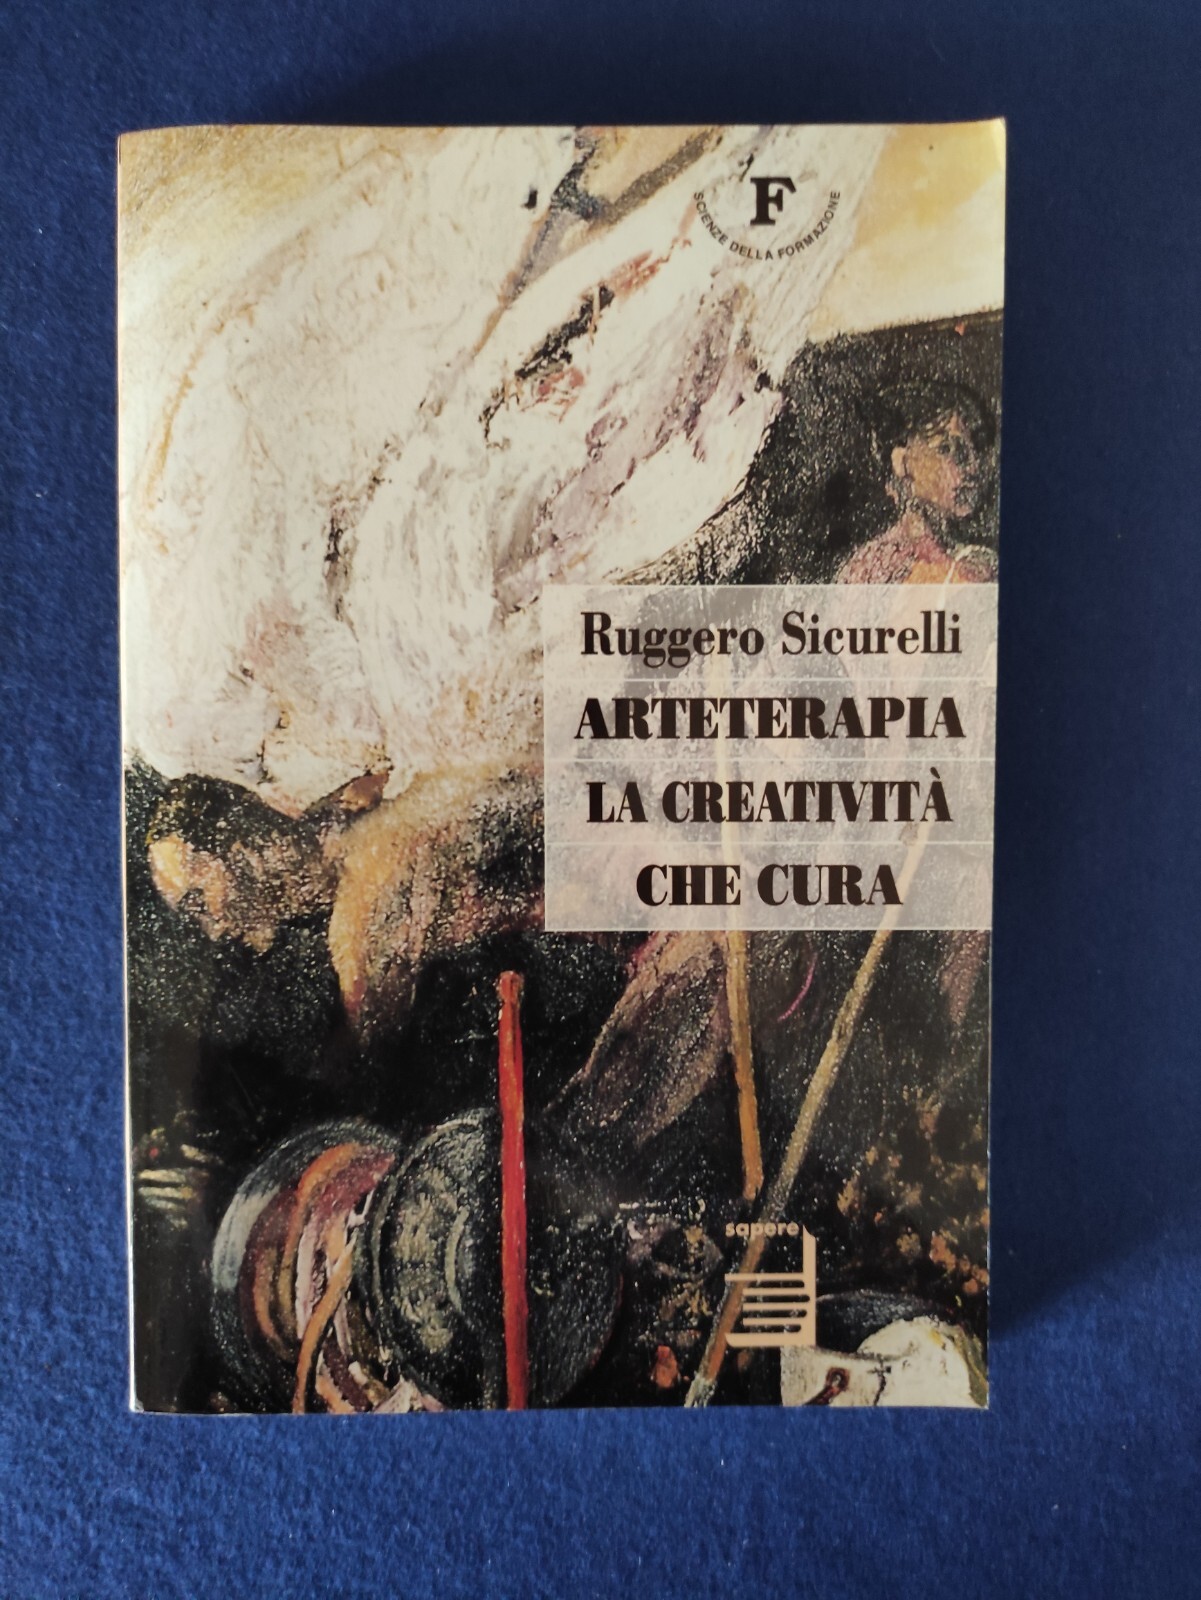 F
SCIENZE DELLA FORMAZIONE
Ruggero Sicurelli
ARTETERAPIA
LA CREATIVITÀ
CHE CURA
sapere